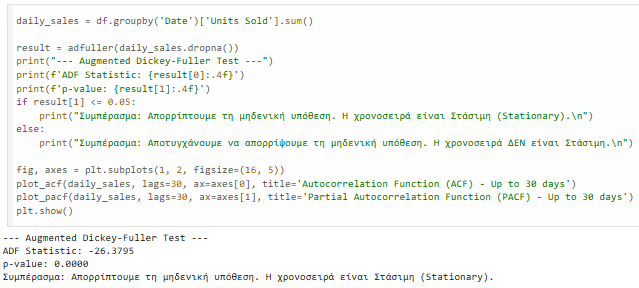 daily_sales = df.groupby('Date')['Units Sold'].sum()
result = adfuller(daily_sales.dropna())
print("--- Augmented Dickey-Fuller Test ---")
print(f'ADF Statistic: {result[0]:.4f}')
print(f'p-value: {result[1]:.4f}')
if result[1] <= 0.05:
    print("Συμπέρασμα: Απορρίπτουμε τη μηδενική υπόθεση. Η χρονοσειρά είναι Στάσιμη (Stationary).\n")
else:
    print("Συμπέρασμα: Αποτυγχάνουμε να απορρίψουμε τη μηδενική υπόθεση. Η χρονοσειρά ΔΕΝ είναι Στάσιμη.\n")
fig, axes = plt.subplots(1, 2, figsize=(16, 5))
plot_acf(daily_sales, lags=30, ax=axes[0], title='Autocorrelation Function (ACF) - Up to 30 days')
plot_pacf(daily_sales, lags=30, ax=axes[1], title='Partial Autocorrelation Function (PACF) - Up to 30 days')
plt.show()
--- Augmented Dickey-Fuller Test ---
ADF Statistic: -26.3795
p-value: 0.0000
Συμπέρασμα: Απορρίπτουμε τη μηδενική υπόθεση. Η χρονοσειρά είναι Στάσιμη (Stationary).